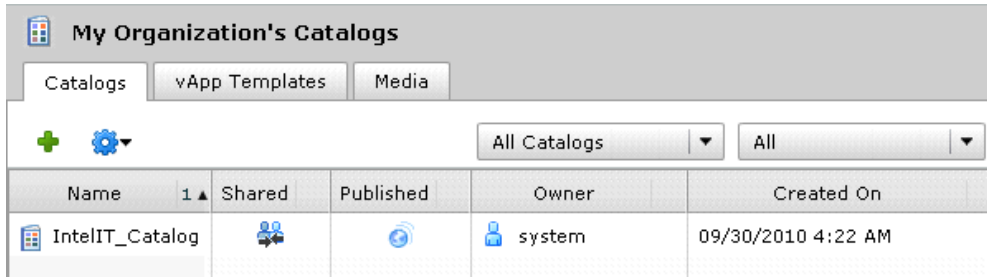 My Organization's Catalogs
Catalogs vApp Templates Media
All Catalogs All
Name 1 Shared Published Owner Created On
IntelIT_Catalog system 09/30/2010 4:22 AM